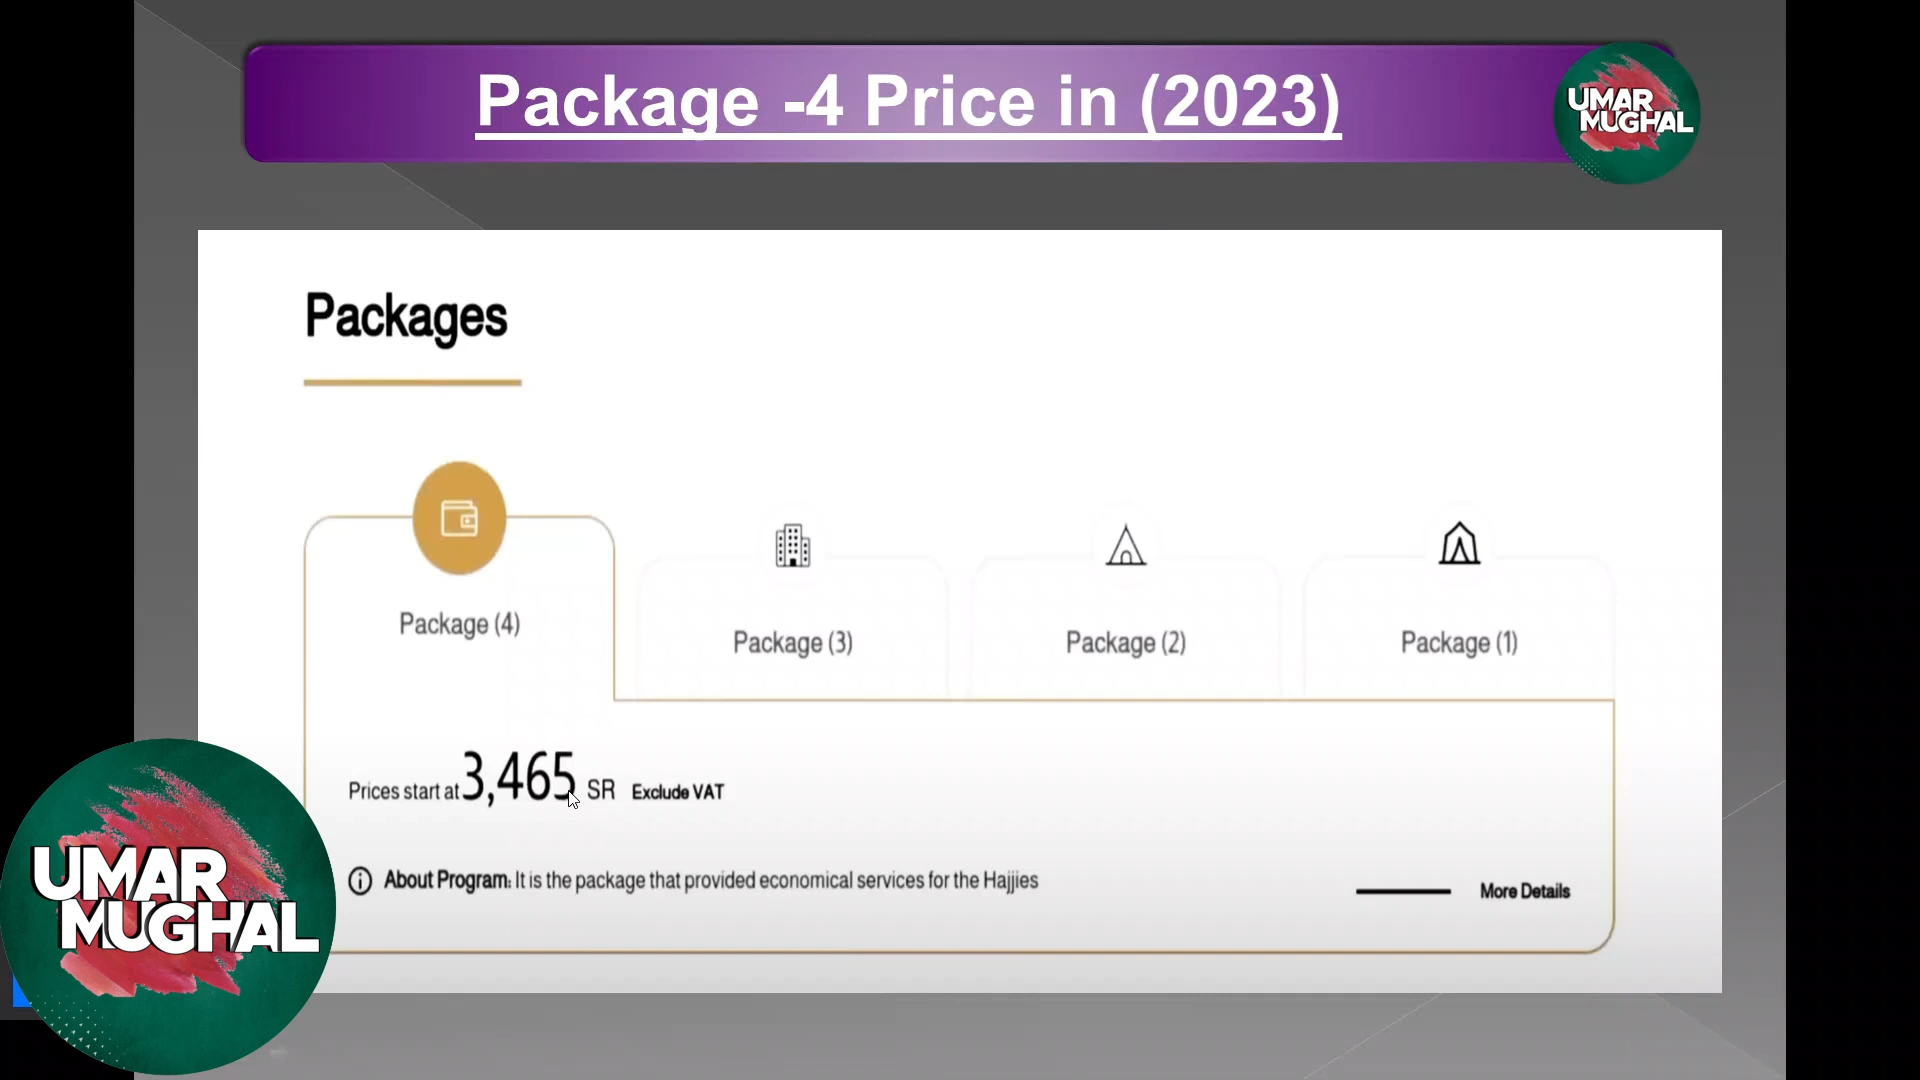 Package -4 Price in (2023)
UMAR
MUGHAL
Packages
Package (4)
Package (3)
Package (2)
Package (1)
Prices start at 3,465 SR Exclude VAT
About Program: It is the package that provided economical services for the Hajjies
More Details
UMAR
MUGHAL